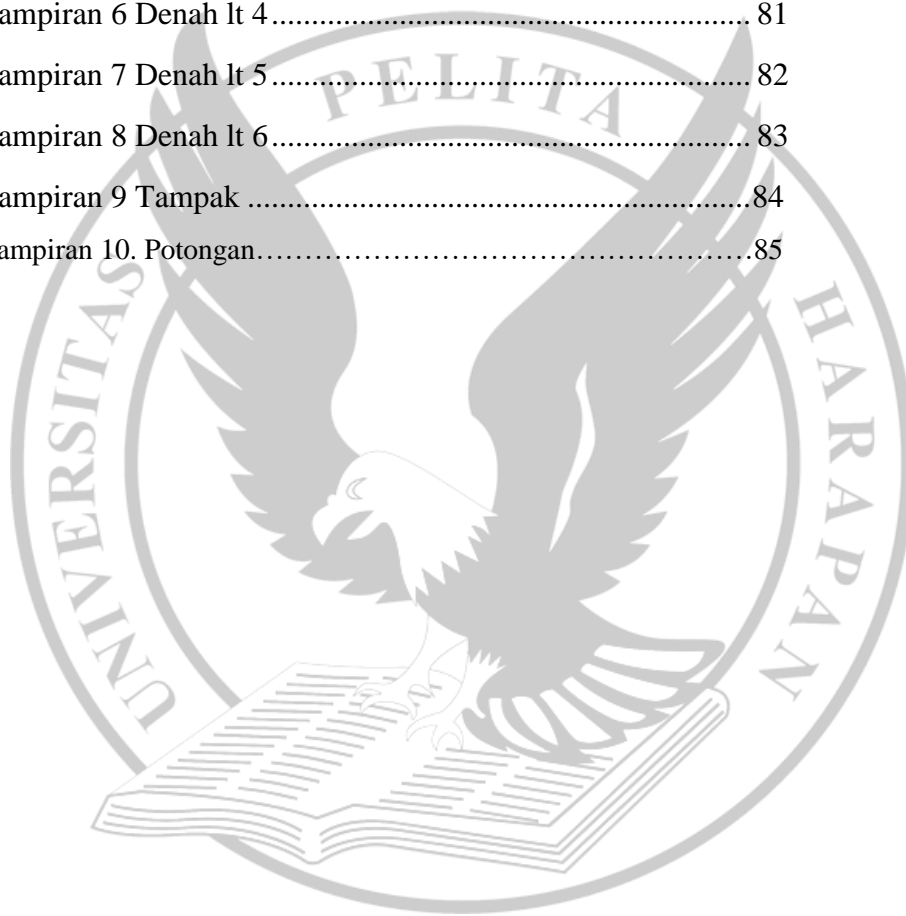 ampiran 6 Denah lt 4........................................................... 81
ampiran 7 Denah lt 5........................................................... 82
ampiran 8 Denah lt 6........................................................... 83
ampiran 9 Tampak ..............................................................84
ampiran 10. Potongan……………………………………………….85
UNIVERSITAS PELITA HARAPAN